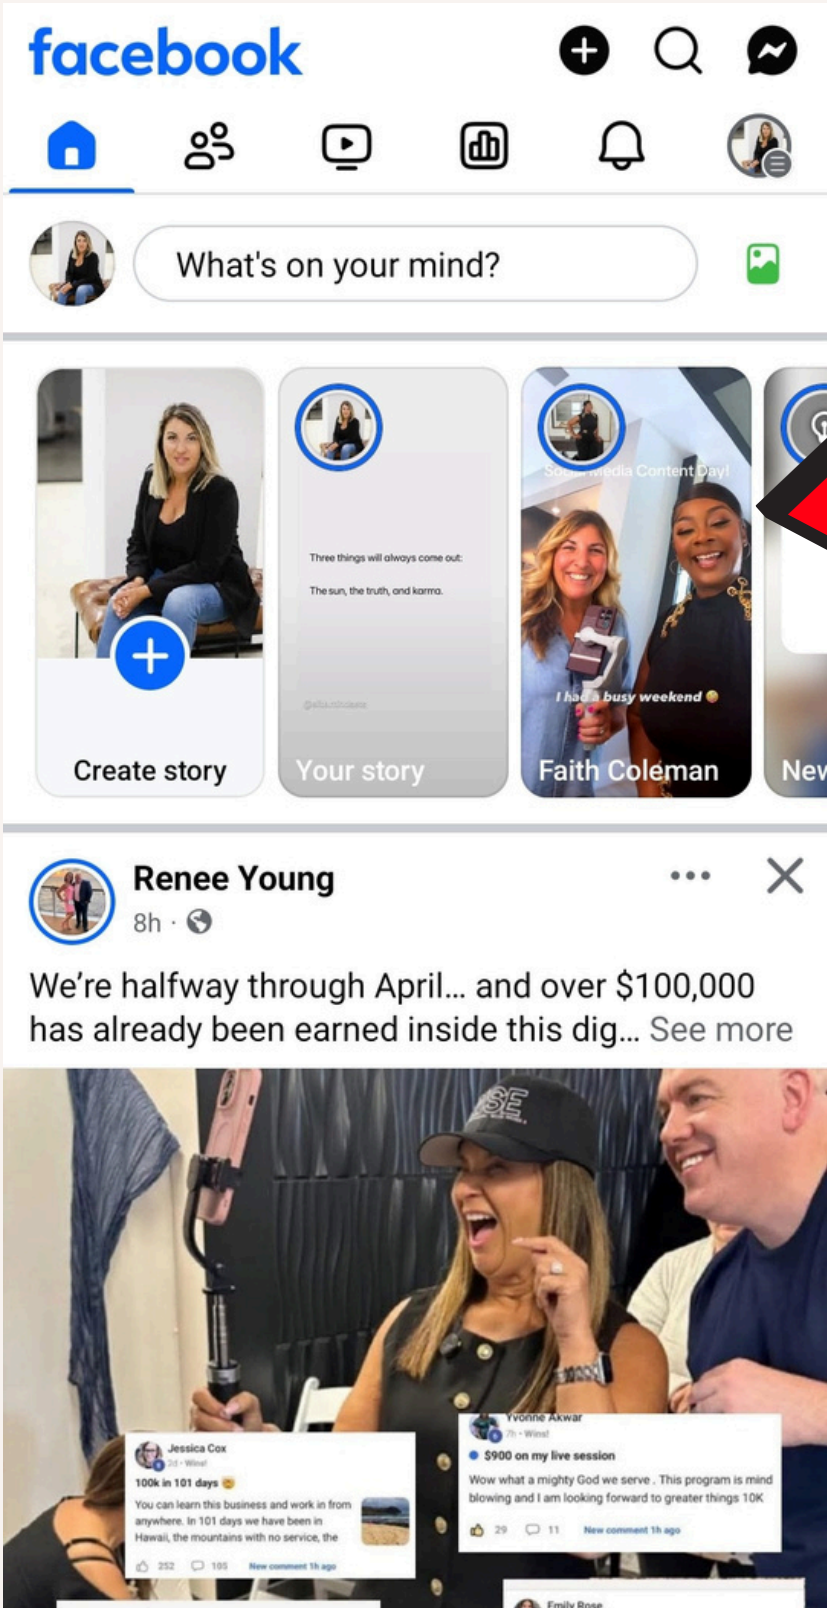 facebook
What's on your mind?
Create story
Three things will always come out:
The sun, the truth, and karma.
Your story
Social Media Content Day!
I had a busy weekend 🤪
Faith Coleman
New
Renee Young
8h ·
We're halfway through April... and over $100,000
has already been earned inside this dig... See more
Jessica Cox
2d · Wins!
100k in 101 days 🤯
You can learn this business and work in from
anywhere. In 101 days we have been in
Hawaii, the mountains with no service, the
252 105 New comment 1h ago
Yvonne Akwar
7h · Wins!
$900 on my live session
Wow what a mighty God we serve . This program is mind
blowing and I am looking forward to greater things 10K
29 11 New comment 1h ago
Emily Rose